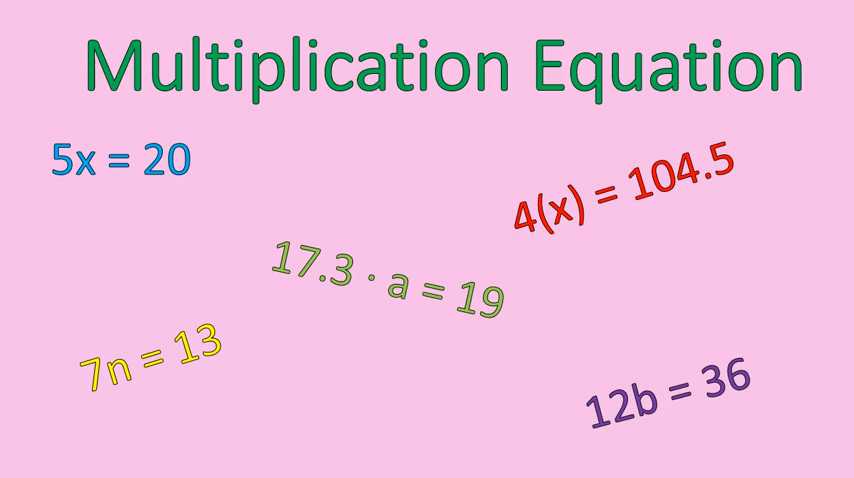 Multiplication Equation
5x = 20
4(x) = 104.5
17.3 · a = 19
7n = 13
12b = 36